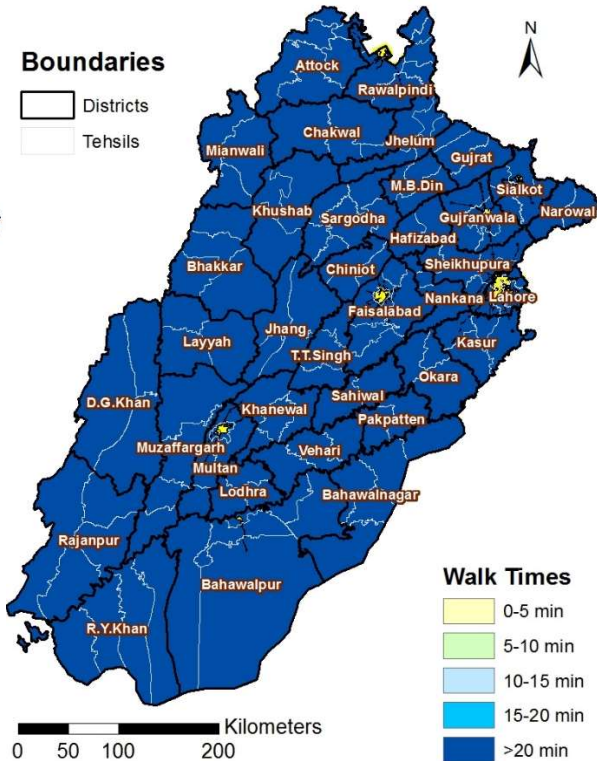 Boundaries
Districts
Tehsils
N
Attock
Rawalpindi
Chakwal
Jhelum
Mianwali
Gujrat
M.B.Din
Sialkot
Khushab
Sargodha
Gujranwala
Narowal
Hafizabad
Bhakkar
Chiniot
Sheikhupura
Nankana
Lahore
Faisalabad
Jhang
Layyah
Kasur
T.T.Singh
Okara
D.G.Khan
Sahiwal
Khanewal
Pakpatten
Muzaffargarh
Vehari
Multan
Lodhra
Bahawalnagar
Rajanpur
Bahawalpur
R.Y.Khan
Walk Times
0-5 min
5-10 min
10-15 min
15-20 min
>20 min
Kilometers
0 50 100 200